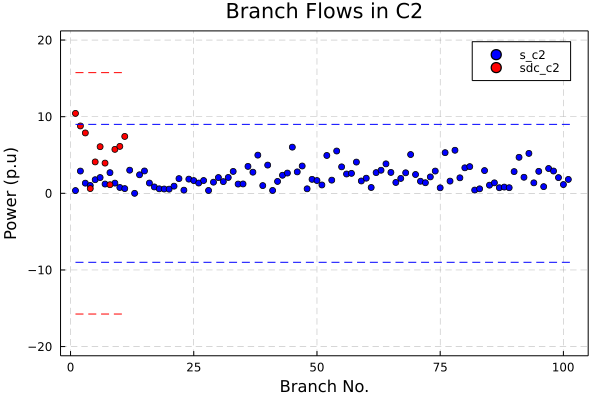 Branch Flows in C2
20
10
0
−10
−20
Power (p.u)
s_c2
sdc_c2
0 25 50 75 100
Branch No.